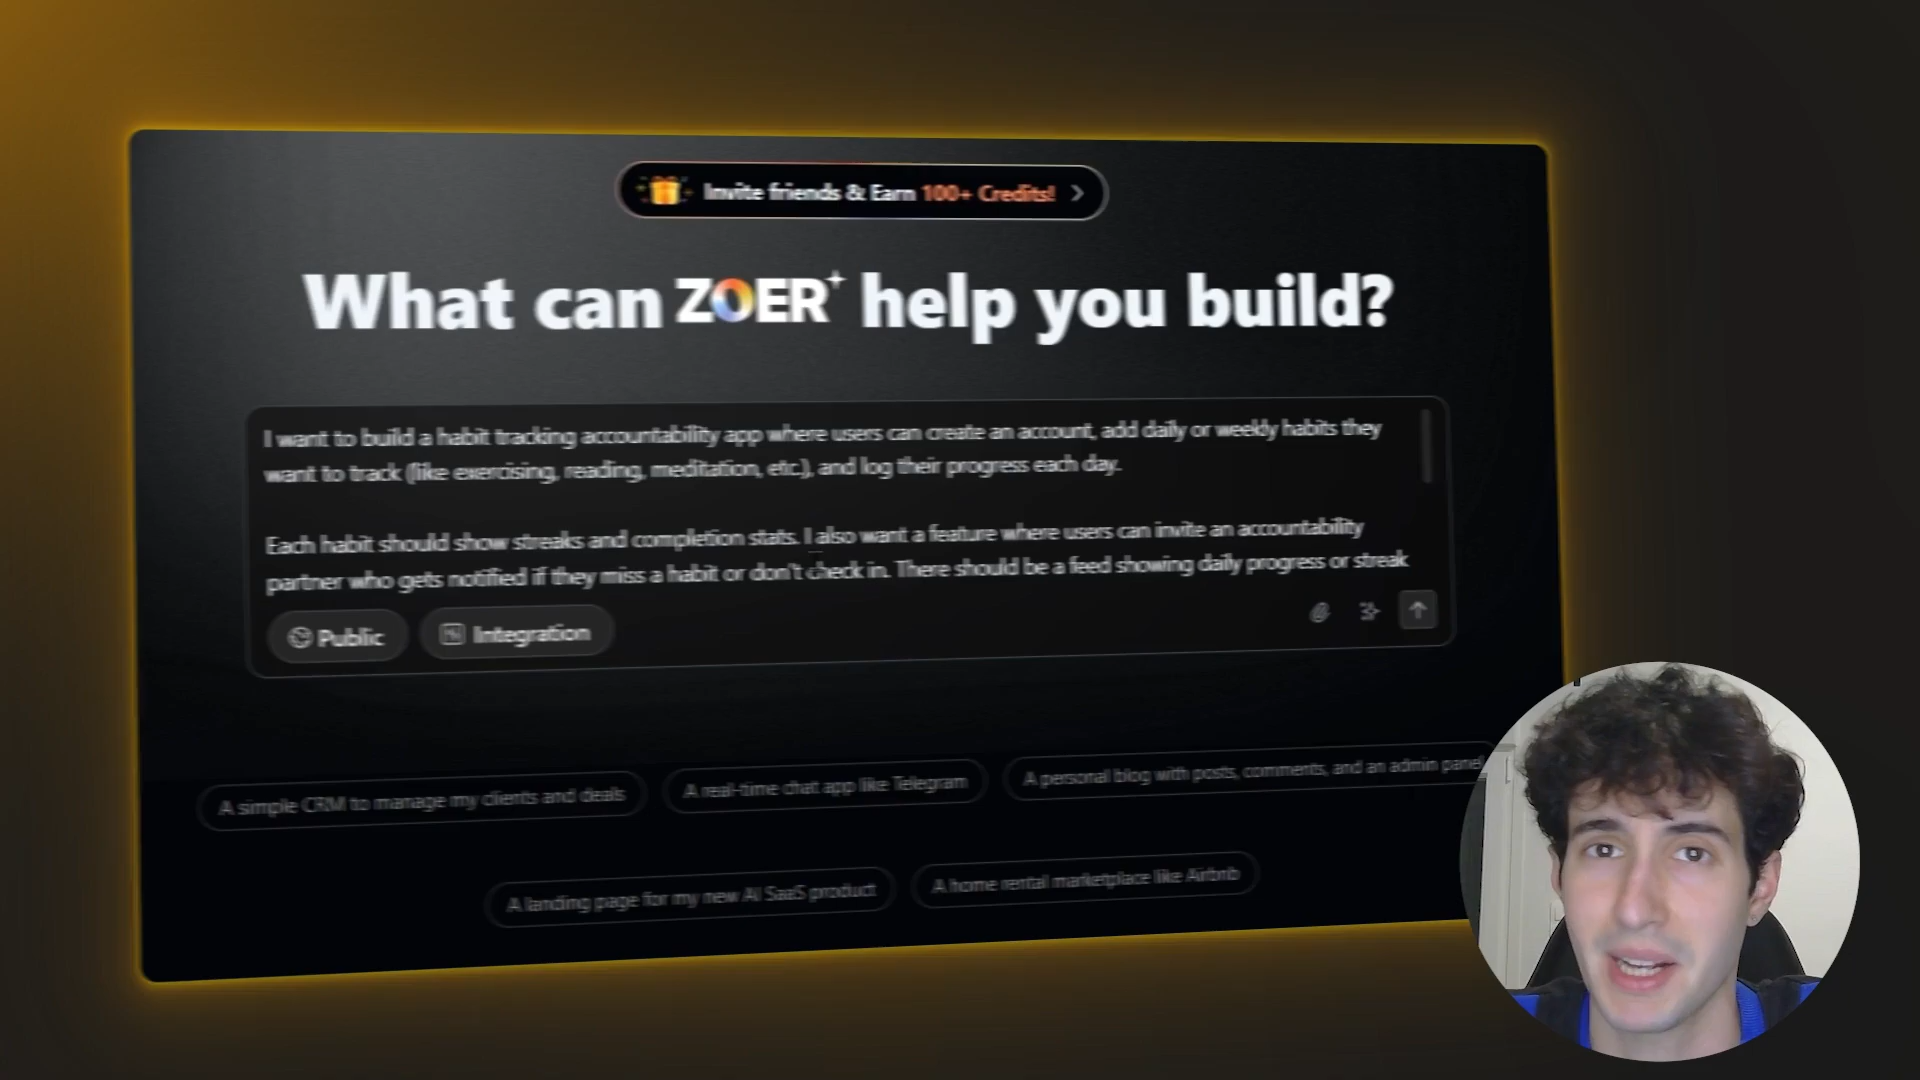 Invite friends & Earn 100+ Credits!
What can ZOER help you build?
I want to build a habit tracking accountability app where users can create an account, add daily or weekly habits they
want to track (like exercising, reading, meditation, etc.), and log their progress each day.
Each habit should show streaks and completion stats. I also want a feature where users can invite an accountability
partner who gets notified if they miss a habit or don't check in. There should be a feed showing daily progress or streak
Public
Integration
A simple CRM to manage my clients and deals
A real-time chat app like Telegram
A personal blog with posts, comments, and an admin panel
A landing page for my new AI SaaS product
A home rental marketplace like Airbnb